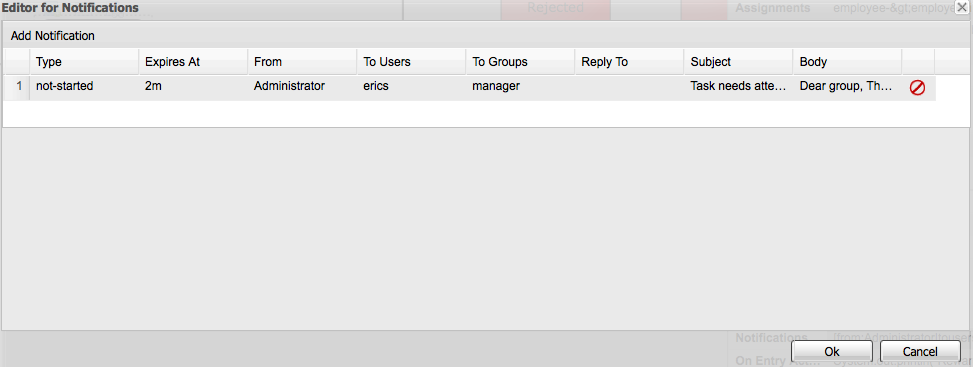 Editor for Notifications
Rejected
Assignments employee-&gt;employe
Add Notification
Type Expires At From To Users To Groups Reply To Subject Body
1 not-started 2m Administrator erics manager Task needs atte... Dear group, Th...
Notifications
On Entry Act...
Ok Cancel